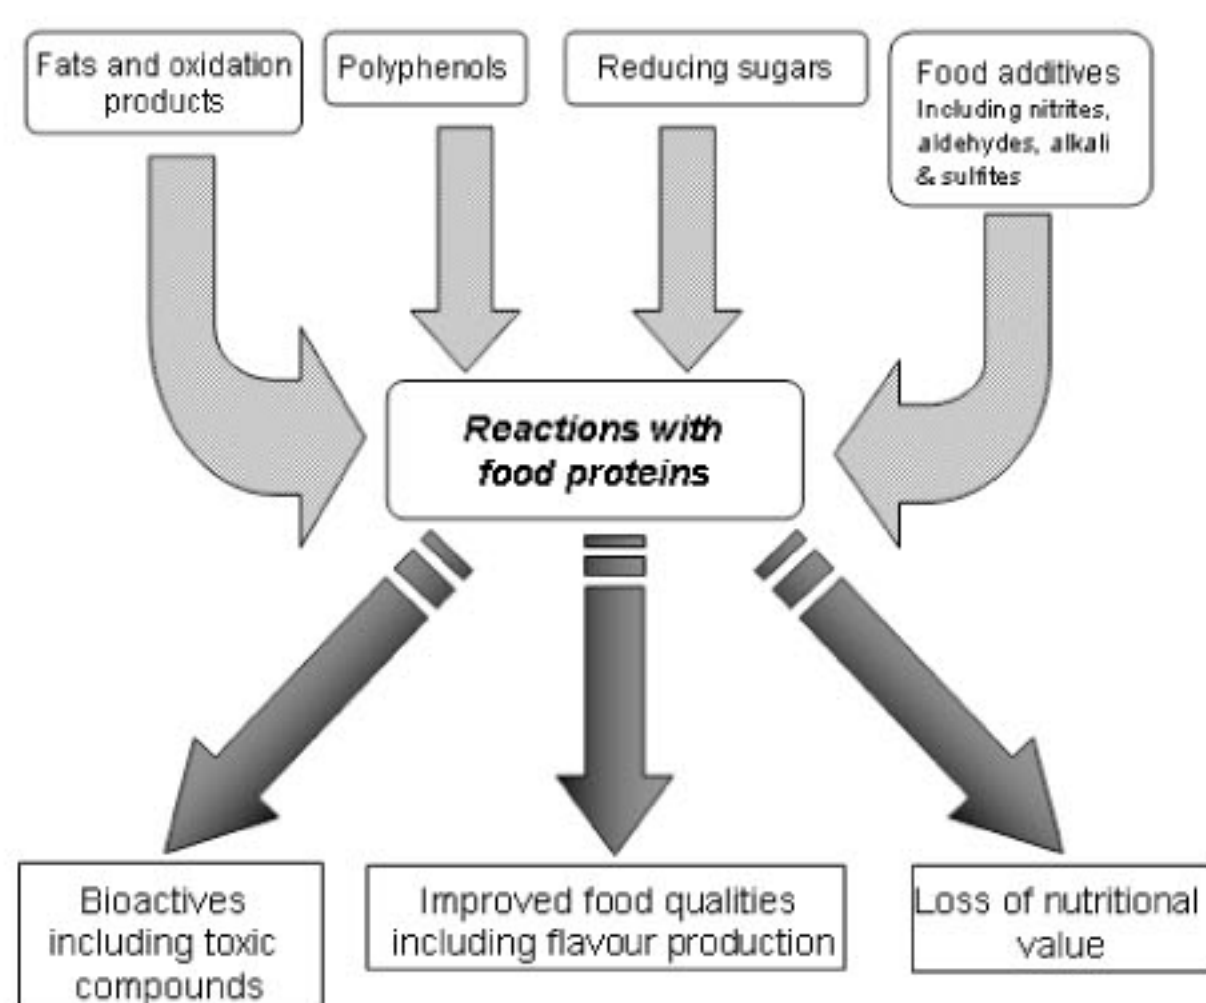 Fats and oxidation
products
Polyphenols
Reducing sugars
Food additives
Including nitrites,
aldehydes, alkali
& sulfites
Reactions with
food proteins
Bioactives
including toxic
compounds
Improved food qualities
including flavour production
Loss of nutritional
value